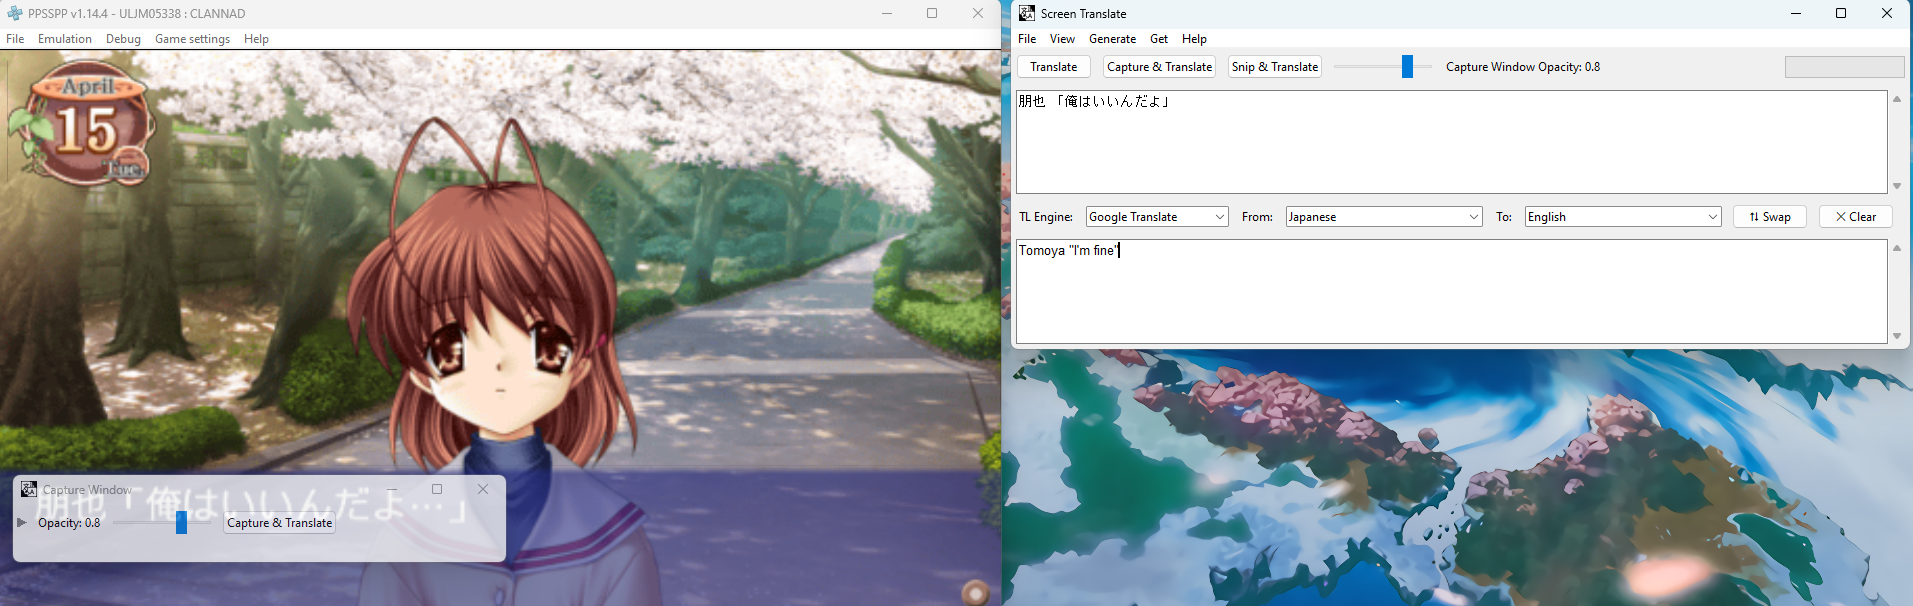 PPSSPP v1.14.4 - ULJM05338 : CLANNAD
File Emulation Debug Game settings Help
April
15
Tue.
Capture Window
朋也「俺はいいんだよ…」
Opacity: 0.8 Capture & Translate
Screen Translate
File View Generate Get Help
Translate Capture & Translate Snip & Translate Capture Window Opacity: 0.8
朋也 「俺はいいんだよ」
TL Engine: Google Translate From: Japanese To: English Swap Clear
Tomoya "I'm fine"